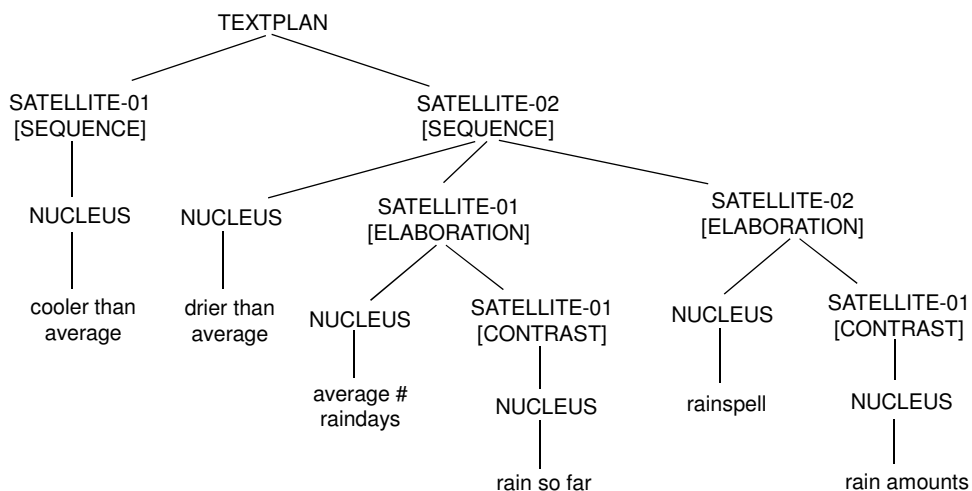 TEXTPLAN
SATELLITE-01
[SEQUENCE]
SATELLITE-02
[SEQUENCE]
NUCLEUS
NUCLEUS
SATELLITE-01
[ELABORATION]
SATELLITE-02
[ELABORATION]
cooler than
average
drier than
average
NUCLEUS
SATELLITE-01
[CONTRAST]
NUCLEUS
SATELLITE-01
[CONTRAST]
average #
raindays
NUCLEUS
rainspell
NUCLEUS
rain so far
rain amounts